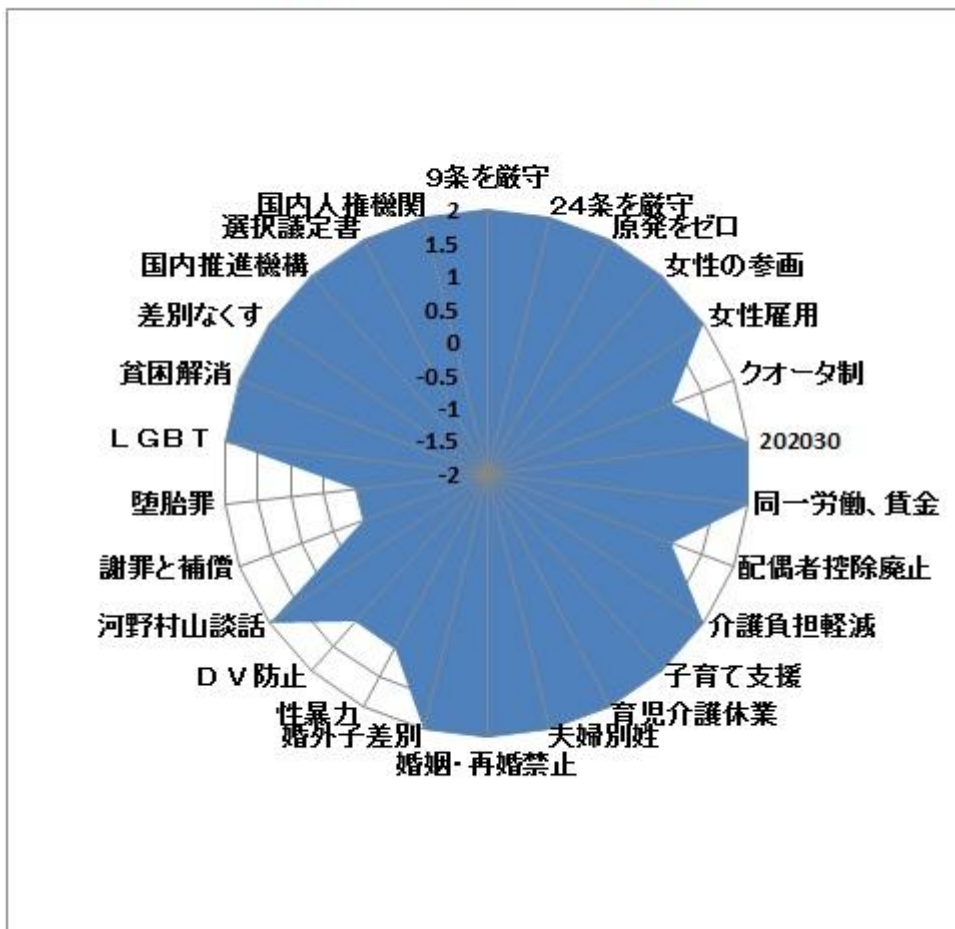 9条を厳守
24条を厳守
原発をゼロ
女性の参画
女性雇用
クオータ制
202030
同一労働、賃金
配偶者控除廃止
介護負担軽減
子育て支援
育児介護休業
夫婦別姓
婚姻・再婚禁止
婚外子差別
性暴力
ＤＶ防止
河野村山談話
謝罪と補償
堕胎罪
ＬＧＢＴ
貧困解消
差別なくす
国内推進機構
選択議定書
国内人権機関
2
1.5
1
0.5
0
-0.5
-1
-1.5
-2